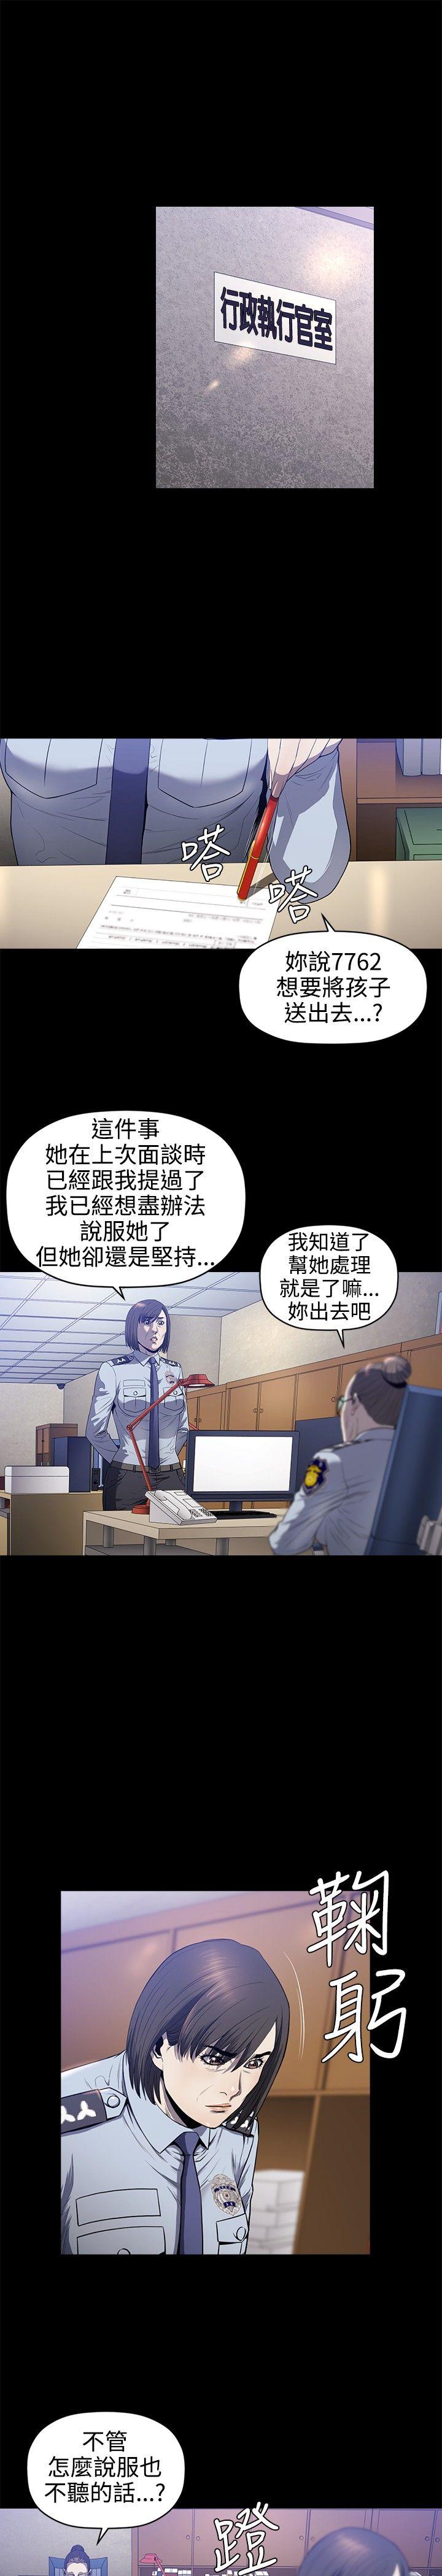 行政執行官室
嗒
嗒
妳說7762
想要將孩子
送出去...?
這件事
她在上次面談時
已經跟我提過了
我已經想盡辦法
說服她了
但她卻還是堅持...
我知道了
幫她處理
就是了嘛...
妳出去吧
鞠
躬
不管
怎麼說服也
不聽的話...?
蹬